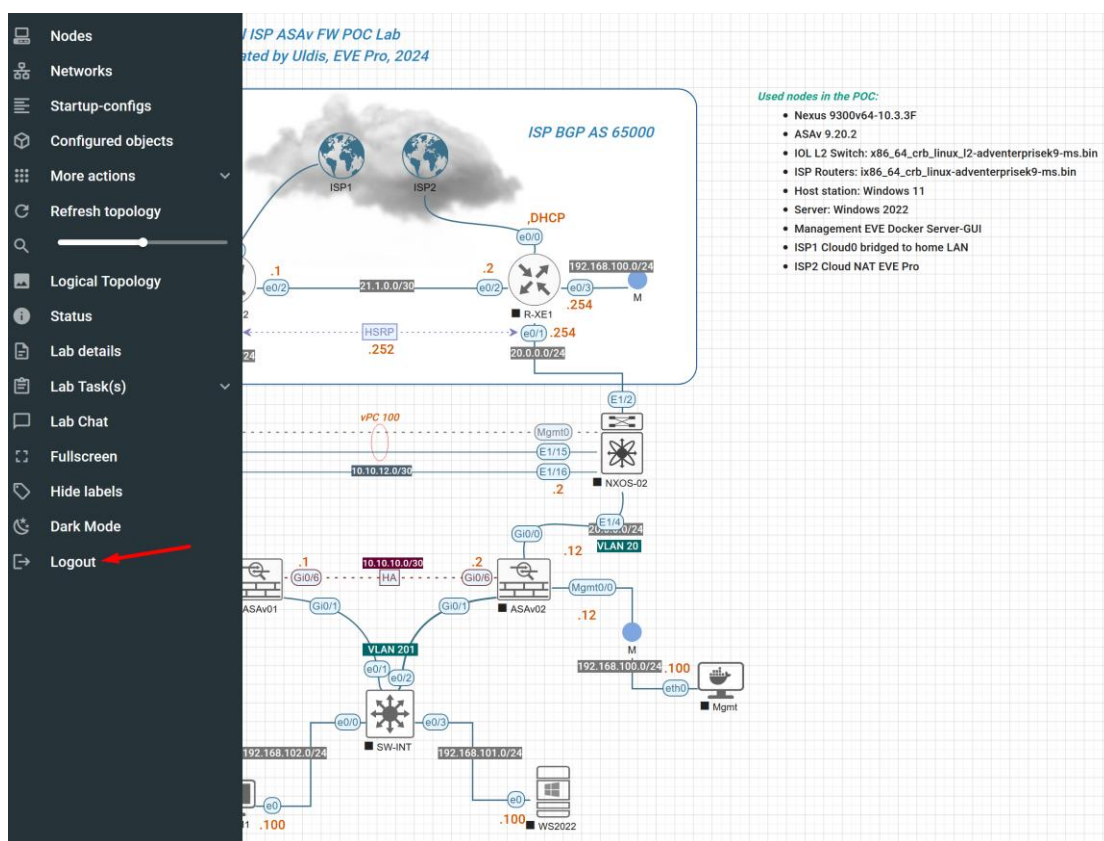 Nodes
Networks
Startup-configs
Configured objects
More actions
Refresh topology
Logical Topology
Status
Lab details
Lab Task(s)
Lab Chat
Fullscreen
Hide labels
Dark Mode
Logout
ISP ASAv FW POC Lab
by Uldis, EVE Pro, 2024
Used nodes in the POC:
• Nexus 9300v64-10.3.3F
• ASAv 9.20.2
• IOL L2 Switch: x86_64_crb_linux_l2-adventerprisek9-ms.bin
• ISP Routers: ix86_64_crb_linux-adventerprisek9-ms.bin
• Host station: Windows 11
• Server: Windows 2022
• Management EVE Docker Server-GUI
• ISP1 Cloud0 bridged to home LAN
• ISP2 Cloud NAT EVE Pro
ISP BGP AS 65000
ISP1
ISP2
,DHCP
e0/0
.1
.2
192.168.100.0/24
e0/2
21.1.0.0/30
e0/2
e0/3
M
.254
2
R-XE1
HSRP
e0/1
.254
.252
24
20.0.0.0/24
E1/2
vPC 100
Mgmt0
E1/15
10.10.12.0/30
E1/16
.2
NXOS-02
E1/4
Gi0/0
.12
VLAN 20
.1
10.10.10.0/30
.2
Gi0/6
HA
Gi0/6
Mgmt0/0
ASAv01
Gi0/1
Gi0/1
ASAv02
.12
VLAN 201
M
e0/1
e0/2
192.168.100.0/24
.100
eth0
Mgmt
e0/0
e0/3
SW-INT
192.168.102.0/24
192.168.101.0/24
e0
e0
11
.100
.100
WS2022